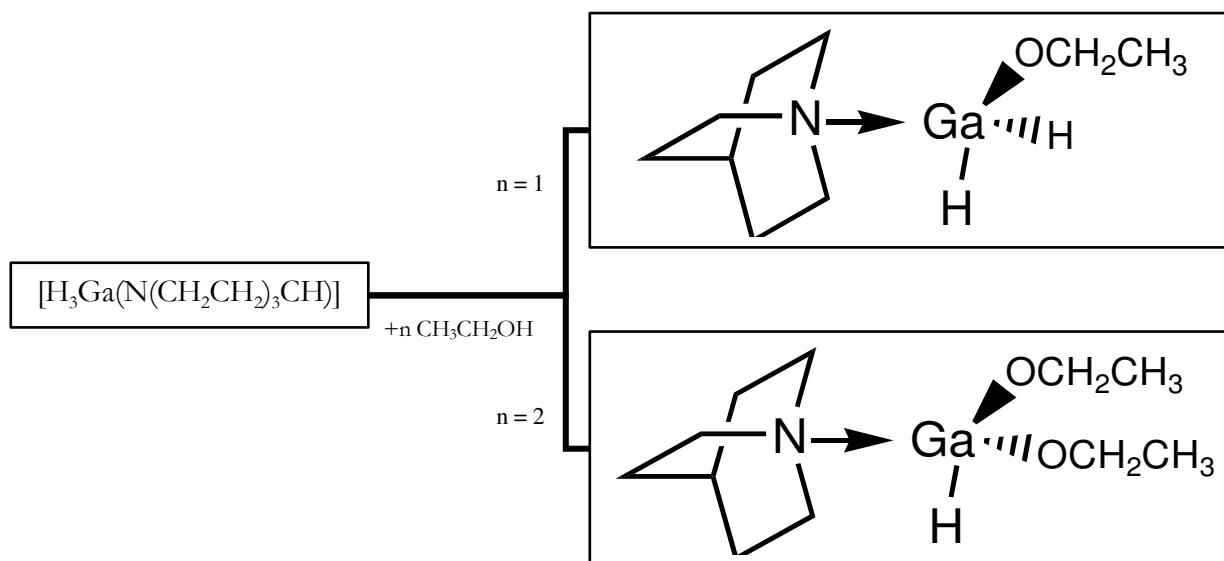 OCH₂CH₃
N Ga H
H
n = 1
[H₃Ga(N(CH₂CH₂)₃CH)]
+n CH₃CH₂OH
OCH₂CH₃
n = 2
N Ga OCH₂CH₃
H